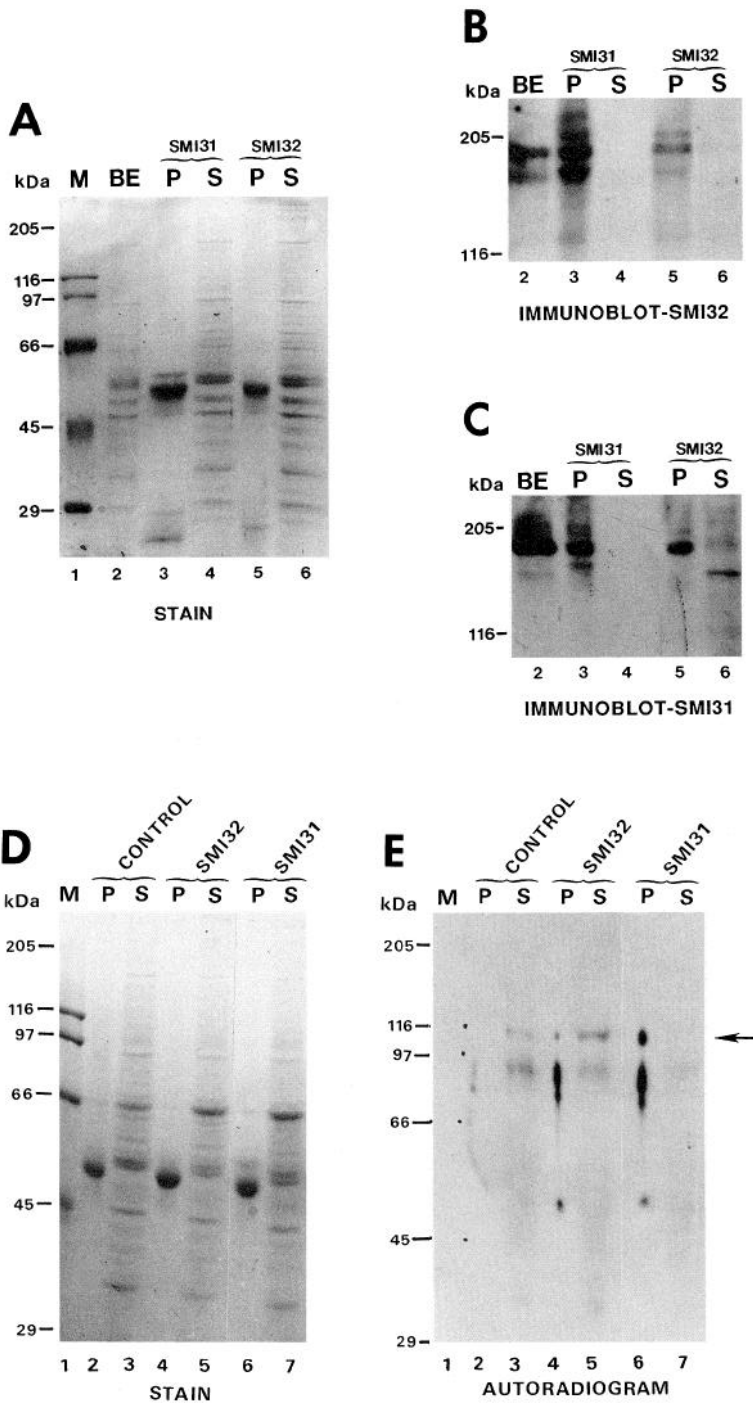 A
SMI31 SMI32
kDa M BE P S P S
205
116
97
66
45
29
1 2 3 4 5 6
STAIN
B
SMI31 SMI32
kDa BE P S P S
205
116
2 3 4 5 6
IMMUNOBLOT-SMI32
C
SMI31 SMI32
kDa BE P S P S
205
116
2 3 4 5 6
IMMUNOBLOT-SMI31
D
CONTROL SMI32 SMI31
kDa M P S P S P S
205
116
97
66
45
29
1 2 3 4 5 6 7
STAIN
E
CONTROL SMI32 SMI31
kDa M P S P S P S
205
116
97
66
45
29
1 2 3 4 5 6 7
AUTORADIOGRAM